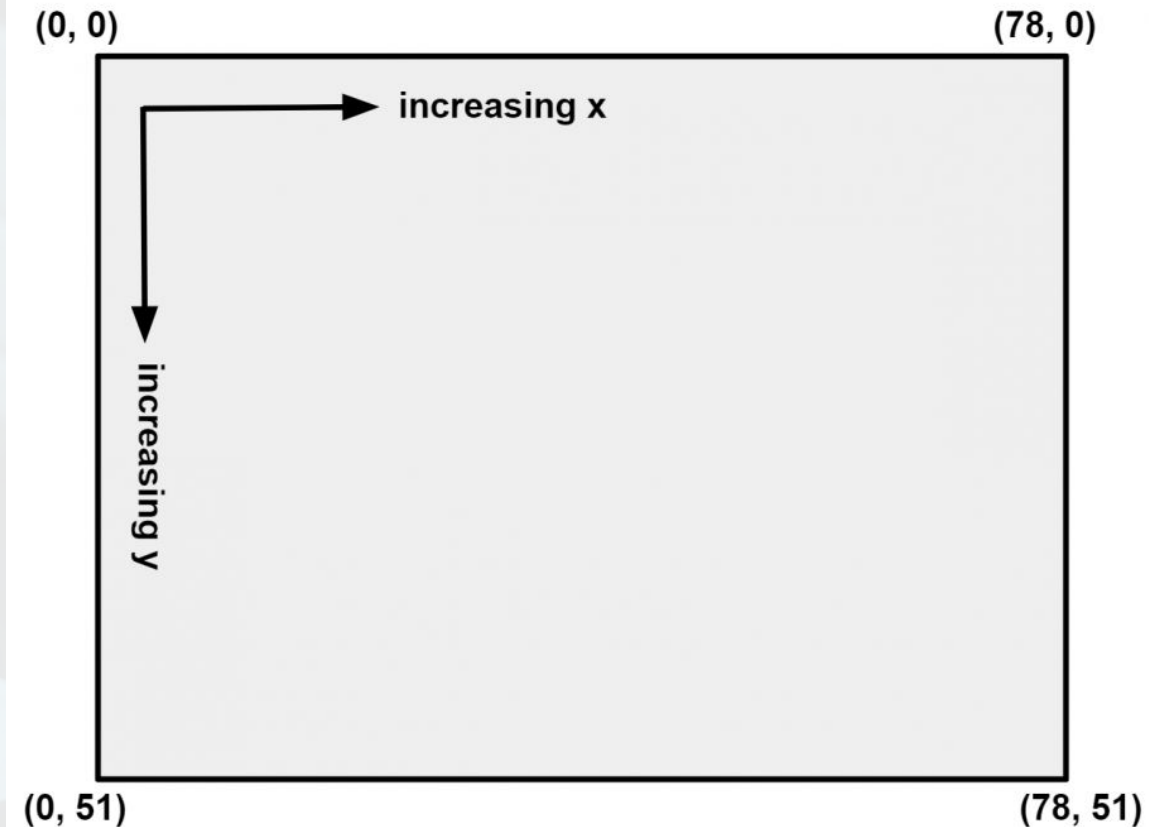 (0, 0)
(78, 0)
increasing x
increasing y
(0, 51)
(78, 51)